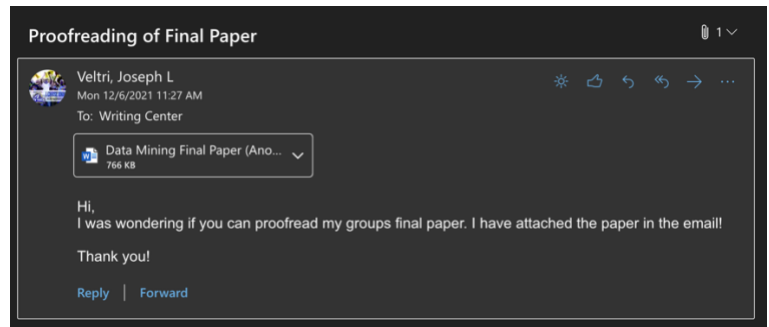 Proofreading of Final Paper
1
Veltri, Joseph L
Mon 12/6/2021 11:27 AM
To: Writing Center
Data Mining Final Paper (Ano...
766 KB
Hi,
I was wondering if you can proofread my groups final paper. I have attached the paper in the email!
Thank you!
Reply | Forward